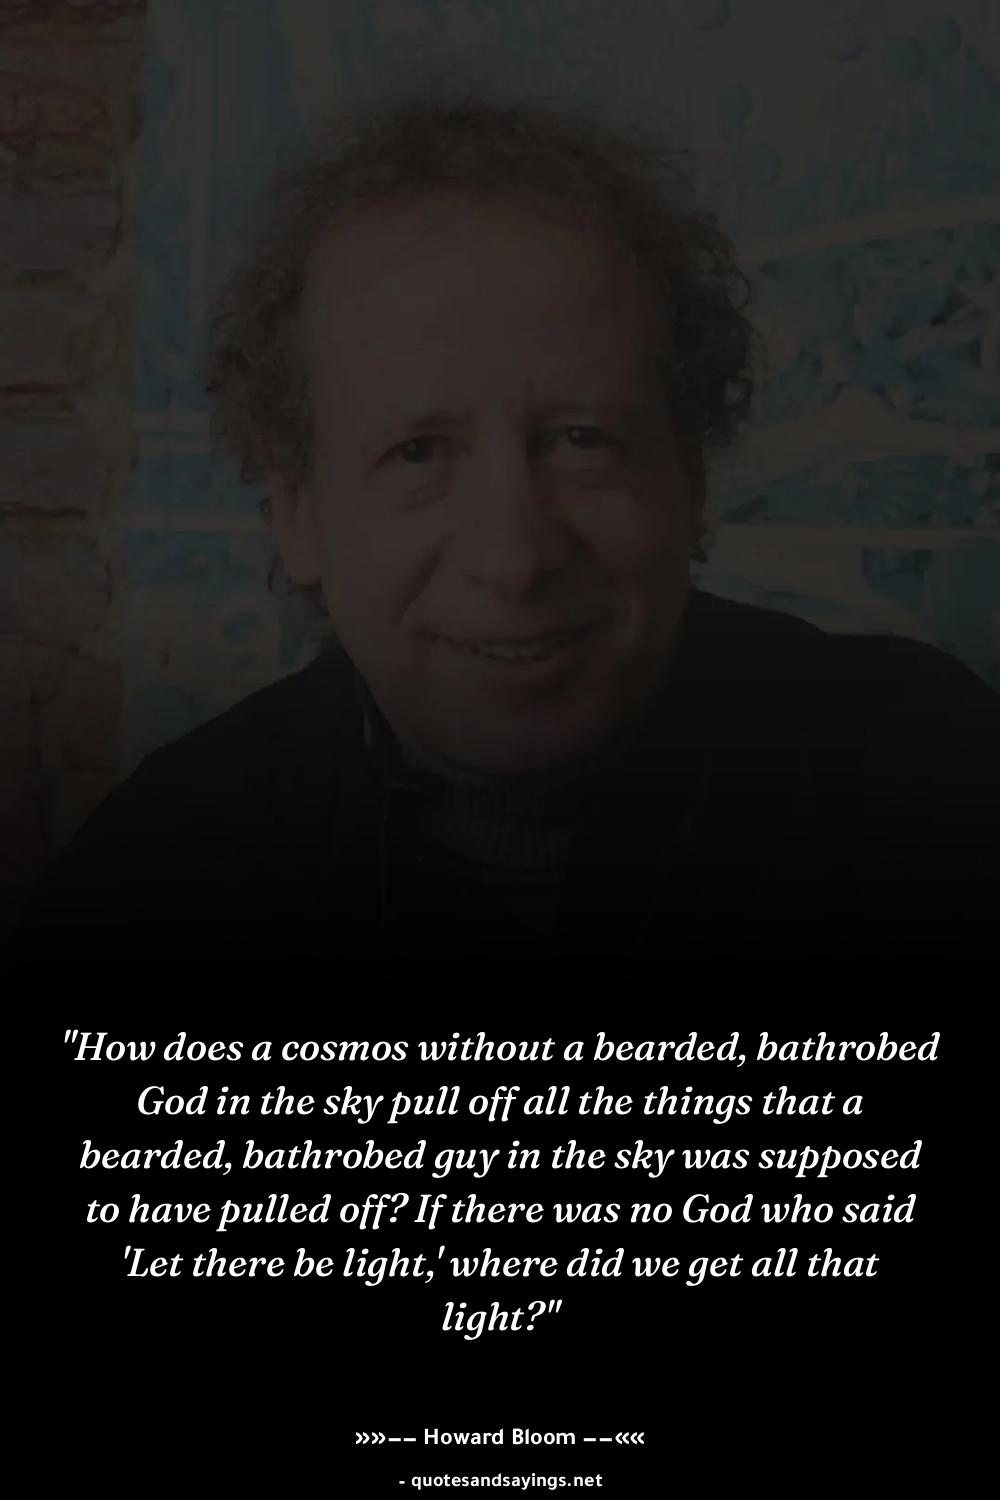 "How does a cosmos without a bearded, bathrobed
God in the sky pull off all the things that a
bearded, bathrobed guy in the sky was supposed
to have pulled off? If there was no God who said
'Let there be light,' where did we get all that
light?"
»»−− Howard Bloom −−««
- quotesandsayings.net